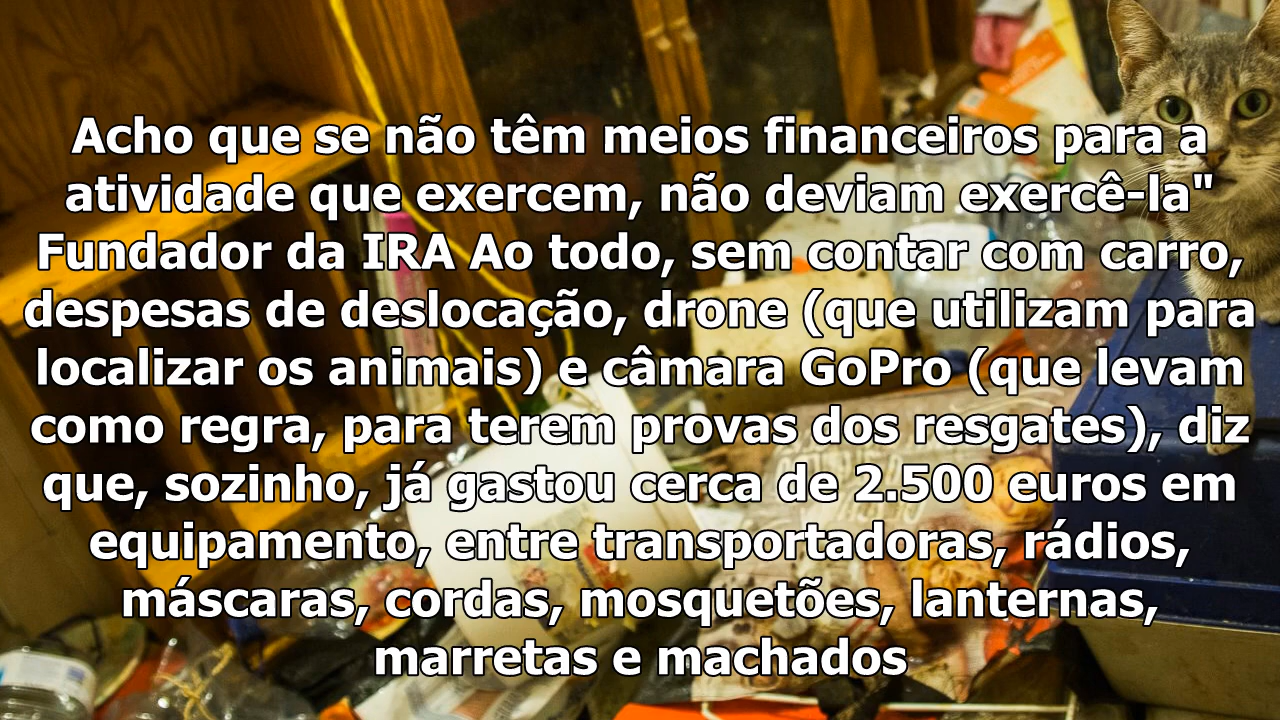 Acho que se não têm meios financeiros para a
atividade que exercem, não deviam exercê-la"
Fundador da IRA Ao todo, sem contar com carro,
despesas de deslocação, drone (que utilizam para
localizar os animais) e câmara GoPro (que levam
como regra, para terem provas dos resgates), diz
que, sozinho, já gastou cerca de 2.500 euros em
equipamento, entre transportadoras, rádios,
máscaras, cordas, mosquetões, lanternas,
marretas e machados